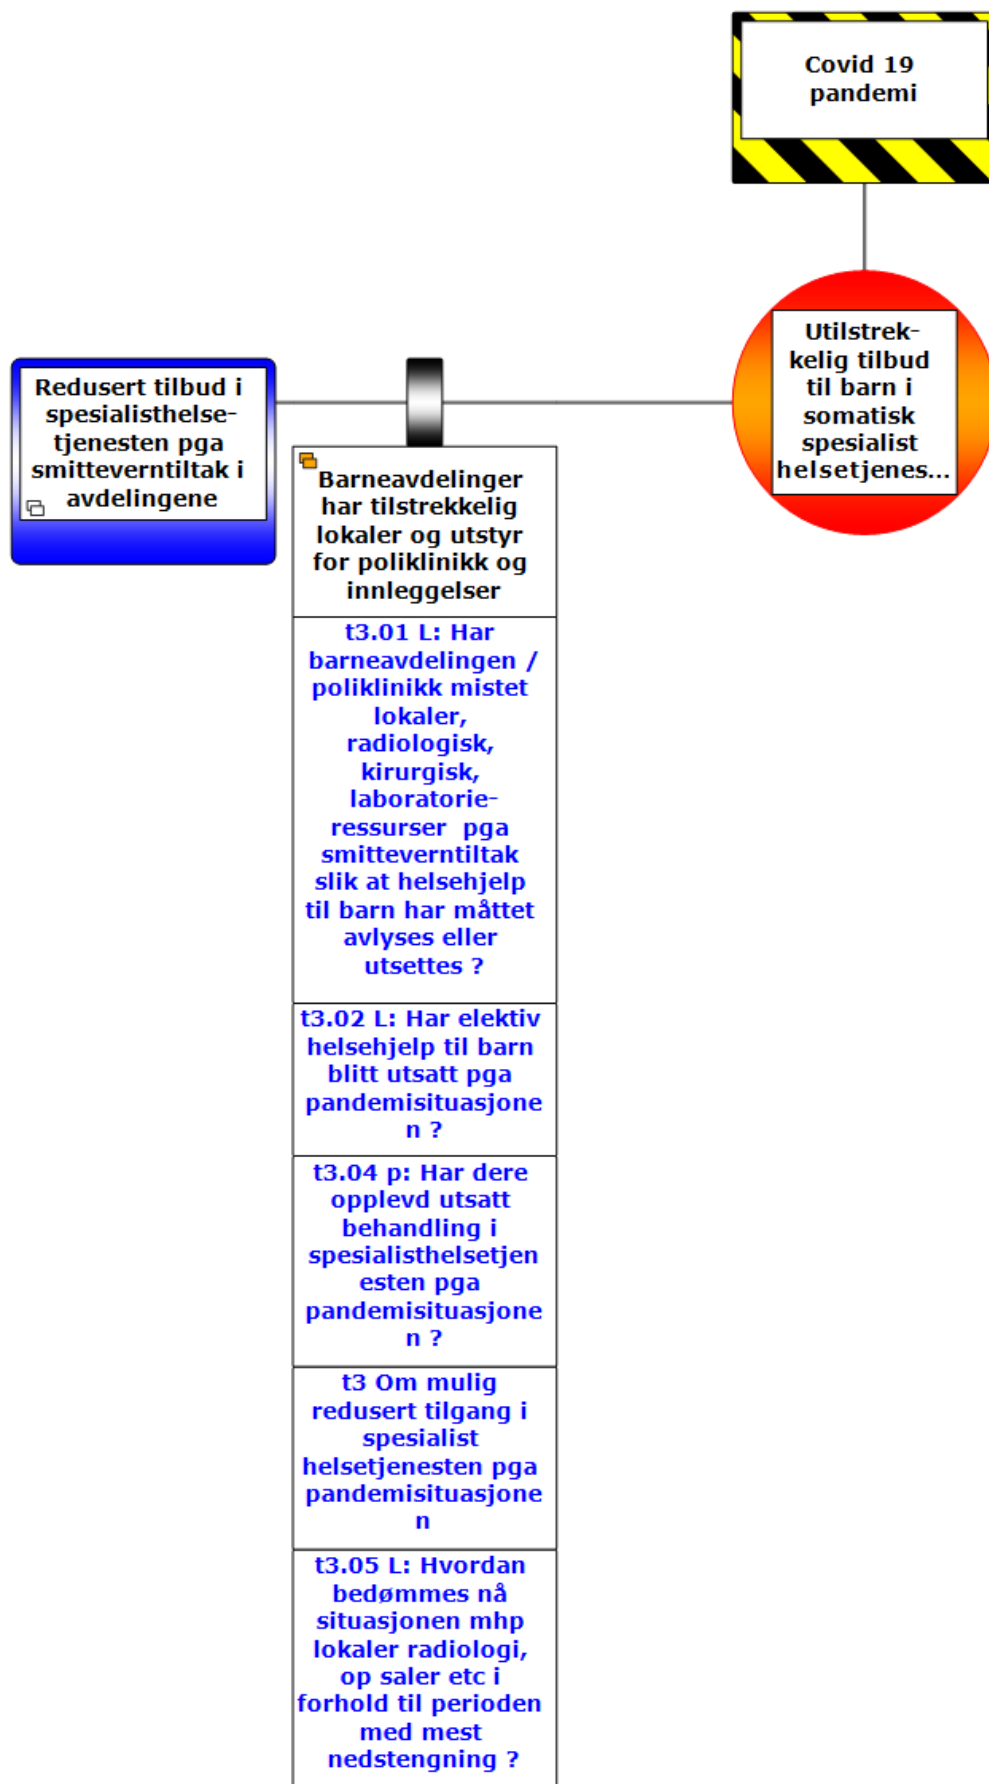 Covid 19
pandemi
Utilstrek-
kelig tilbud
til barn i
somatisk
spesialist
helsetjenes...
Redusert tilbud i
spesialisthelse-
tjenesten pga
smitteverntiltak i
avdelingene
Barneavdelinger
har tilstrekkelig
lokaler og utstyr
for poliklinikk og
innleggelser
t3.01 L: Har
barneavdelingen /
poliklinikk mistet
lokaler,
radiologisk,
kirurgisk,
laboratorie-
ressurser  pga
smitteverntiltak
slik at helsehjelp
til barn har måttet
avlyses eller
utsettes ?
t3.02 L: Har elektiv
helsehjelp til barn
blitt utsatt pga
pandemisituasjone
n ?
t3.04 p: Har dere
opplevd utsatt
behandling i
spesialisthelsetjen
esten pga
pandemisituasjone
n ?
t3 Om mulig
redusert tilgang i
spesialist
helsetjenesten pga
pandemisituasjone
n
t3.05 L: Hvordan
bedømmes nå
situasjonen mhp
lokaler radiologi,
op saler etc i
forhold til perioden
med mest
nedstengning ?